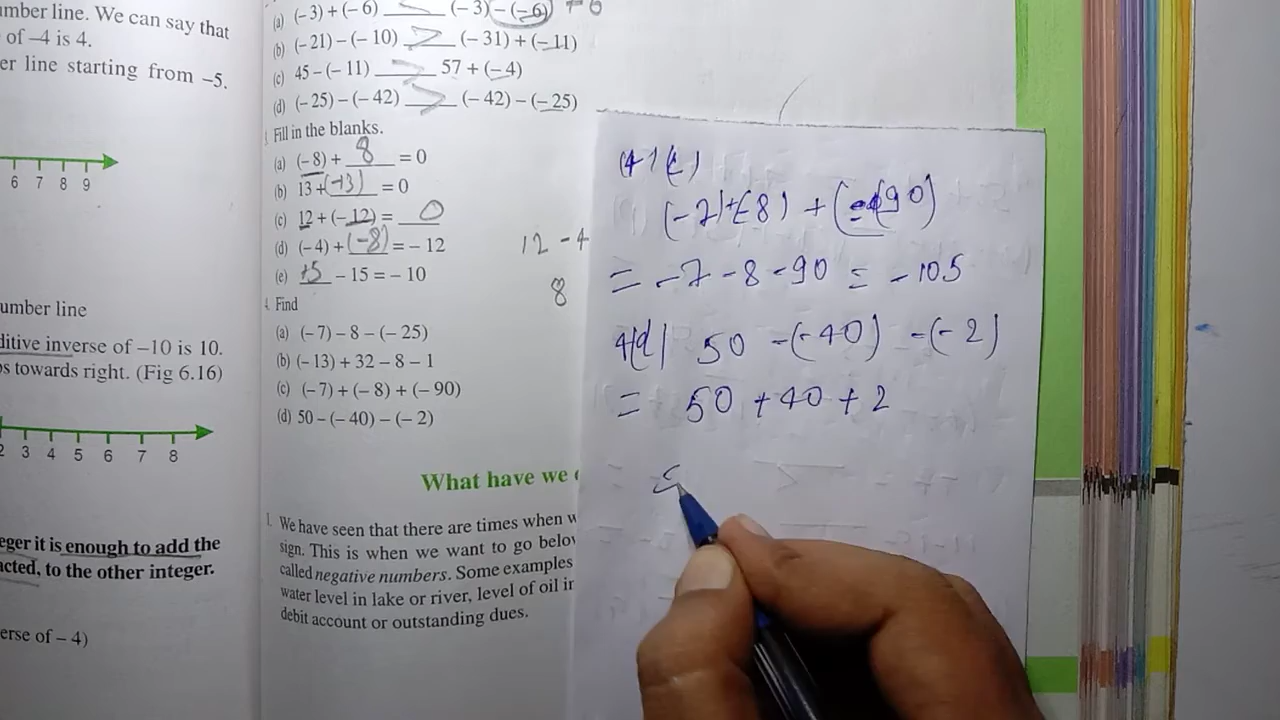 umber line. We can say that
of –4 is 4.
er line starting from –5.
6 7 8 9
umber line
ditive inverse of –10 is 10.
s towards right. (Fig 6.16)
2 3 4 5 6 7 8
eger it is enough to add the
acted, to the other integer.
erse of – 4)
(a) (– 3) + (– 6) ____ (– 3) – (– 6) + 6
(b) (– 21) – (– 10) > (– 31) + (– 11)
(c) 45 – (– 11) > 57 + (– 4)
(d) (– 25) – (– 42) > (– 42) – (– 25)
Fill in the blanks.
(a) (– 8) + 8 = 0
(b) 13 + (-13) = 0
(c) 12 + (– 12) = 0
(d) (– 4) + (-8) = – 12
(e) +5 – 15 = – 10
12 - 4
8
4. Find
(a) (– 7) – 8 – (– 25)
(b) (– 13) + 32 – 8 – 1
(c) (– 7) + (– 8) + (– 90)
(d) 50 – (– 40) – (– 2)
What have we
1. We have seen that there are times when w
sign. This is when we want to go belo
called negative numbers. Some examples
water level in lake or river, level of oil in
debit account or outstanding dues.
(4) (c)
(-7)+(-8) + (-90)
= -7 - 8 - 90 = - 105
4(d) 50 - (-40) - (-2)
= 50 + 40 + 2